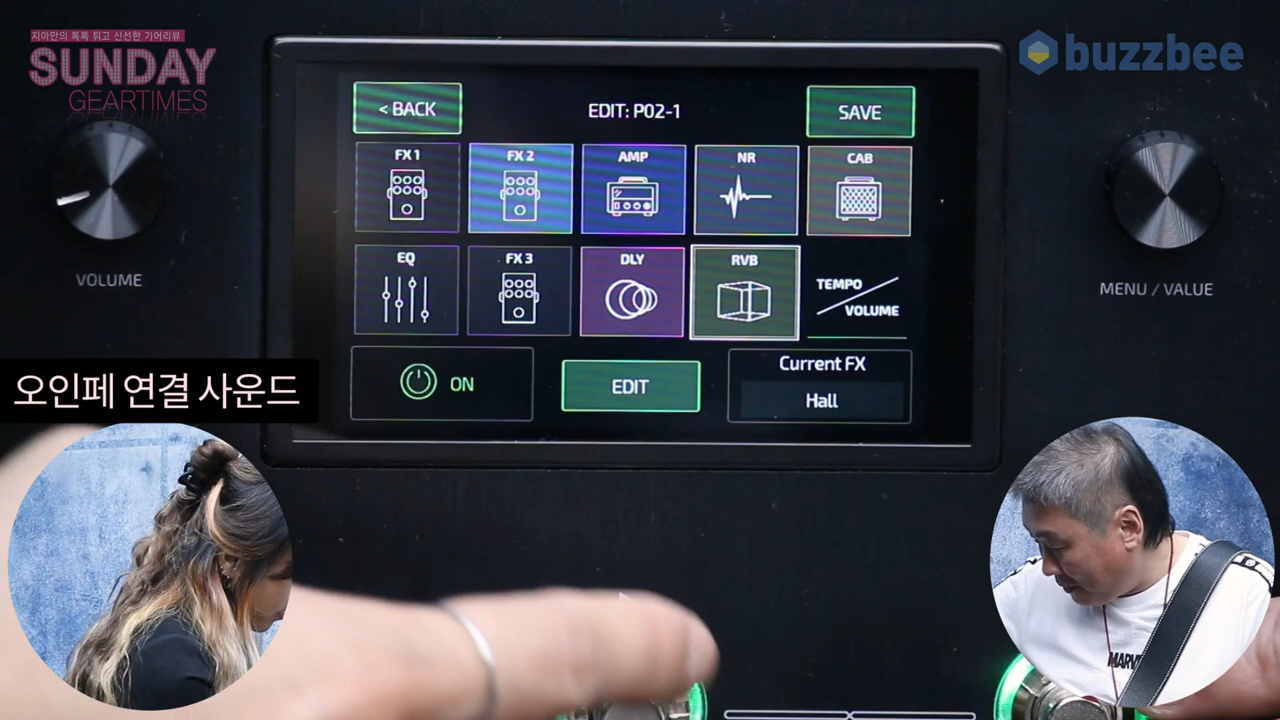 지아만의 톡톡 튀고 신선한 기어리뷰
SUNDAY
GEARTIMES
buzzbee
< BACK
EDIT: P02-1
SAVE
FX 1
FX 2
AMP
NR
CAB
EQ
FX 3
DLY
RVB
TEMPO
VOLUME
ON
EDIT
Current FX
Hall
VOLUME
MENU / VALUE
오인페 연결 사운드